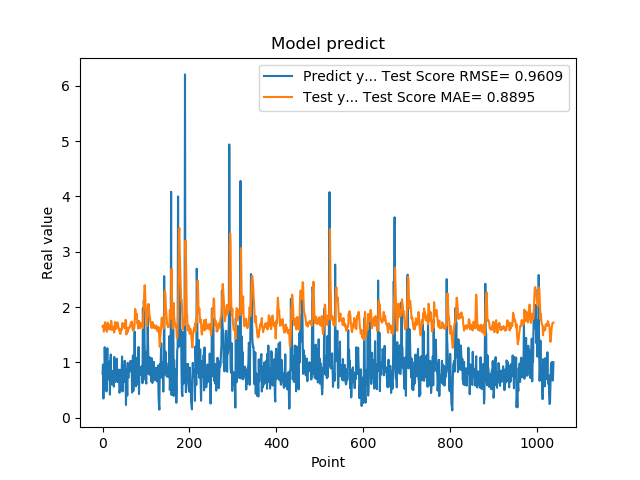 Model predict
Predict y... Test Score RMSE= 0.9609
Test y... Test Score MAE= 0.8895
Real value
6
5
4
3
2
1
0
0 200 400 600 800 1000
Point